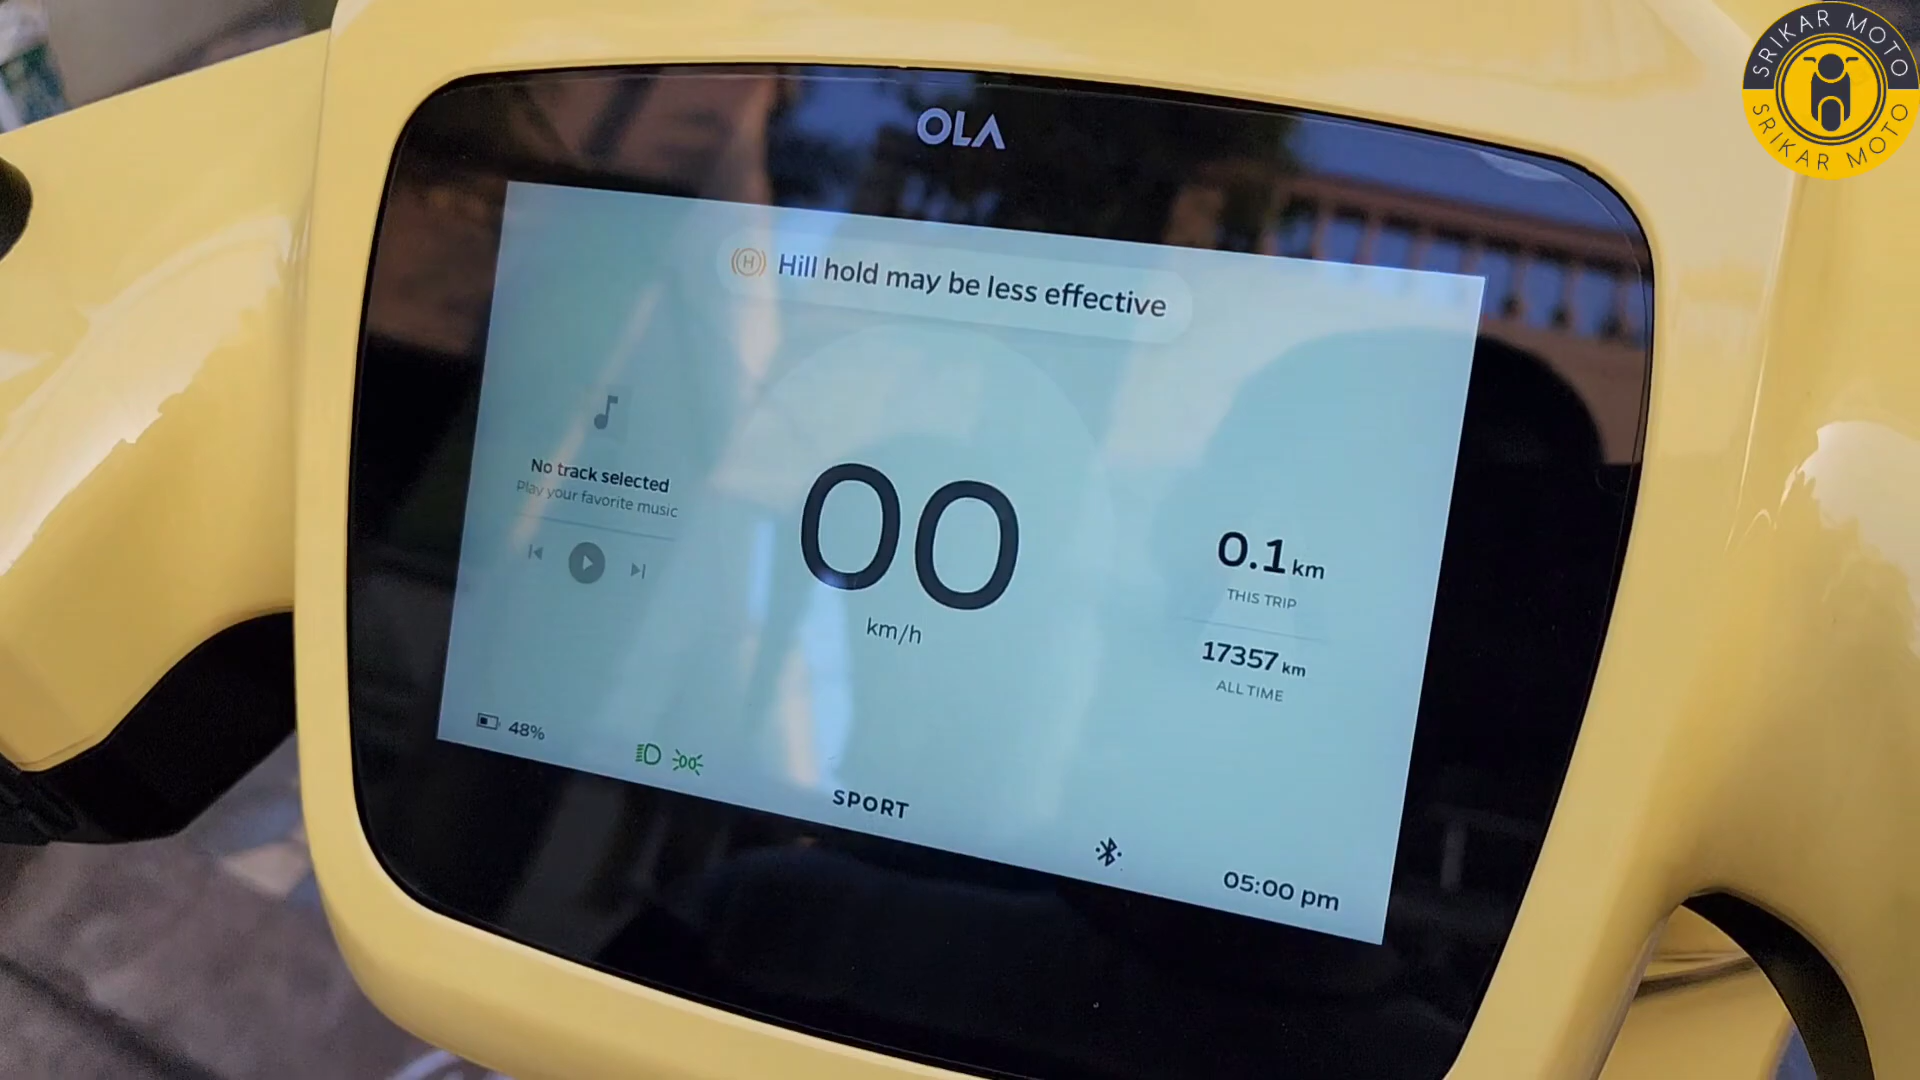 SRIKAR MOTO
SRIKAR MOTO
OLA
H Hill hold may be less effective
No track selected
Play your favorite music
00
km/h
0.1 km
THIS TRIP
17357 km
ALL TIME
48%
SPORT
05:00 pm